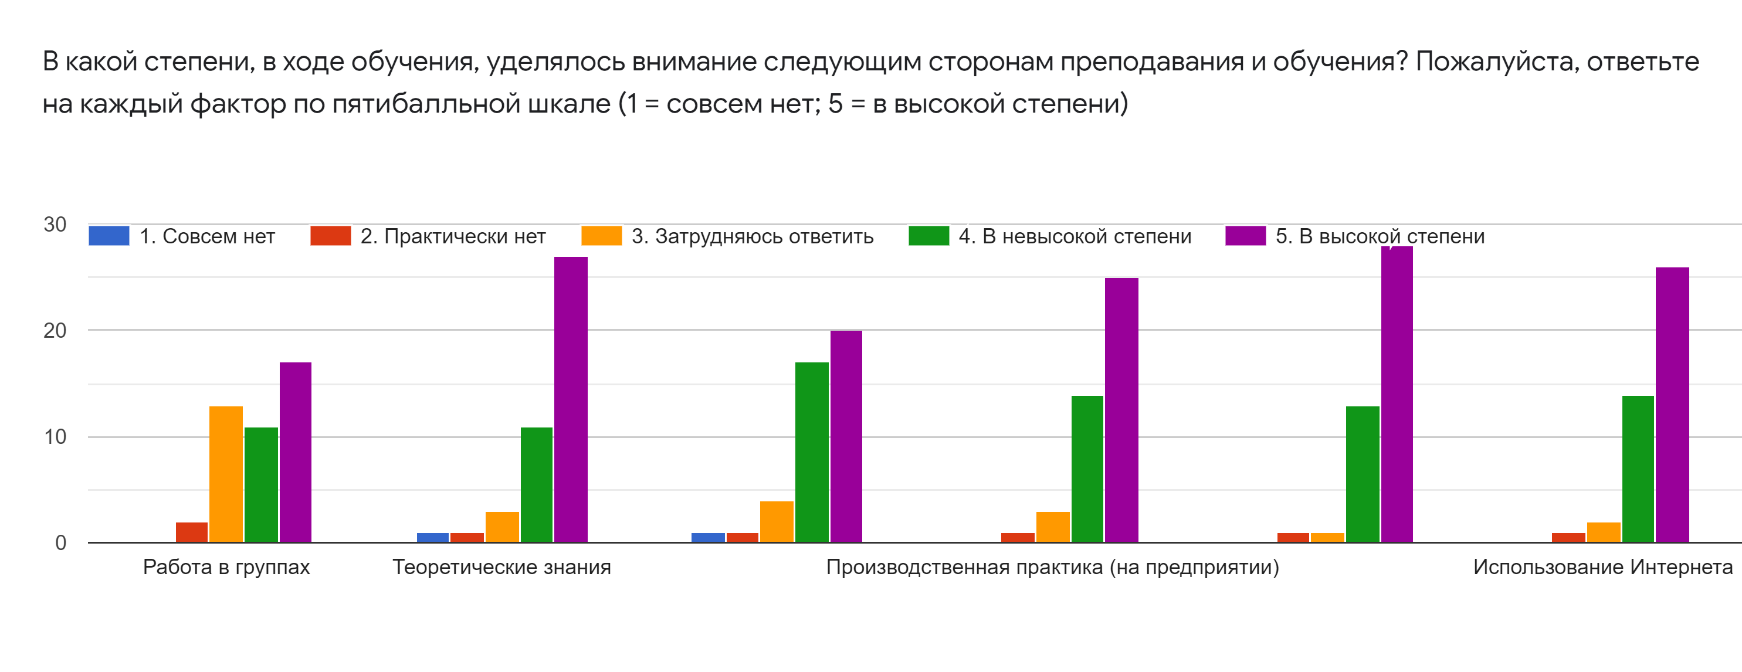 В какой степени, в ходе обучения, уделялось внимание следующим сторонам преподавания и обучения? Пожалуйста, ответьте
на каждый фактор по пятибалльной шкале (1 = совсем нет; 5 = в высокой степени)
30
1. Совсем нет 2. Практически нет 3. Затрудняюсь ответить 4. В невысокой степени 5. В высокой степени
20
10
0
Работа в группах Теоретические знания Производственная практика (на предприятии) Использование Интернета